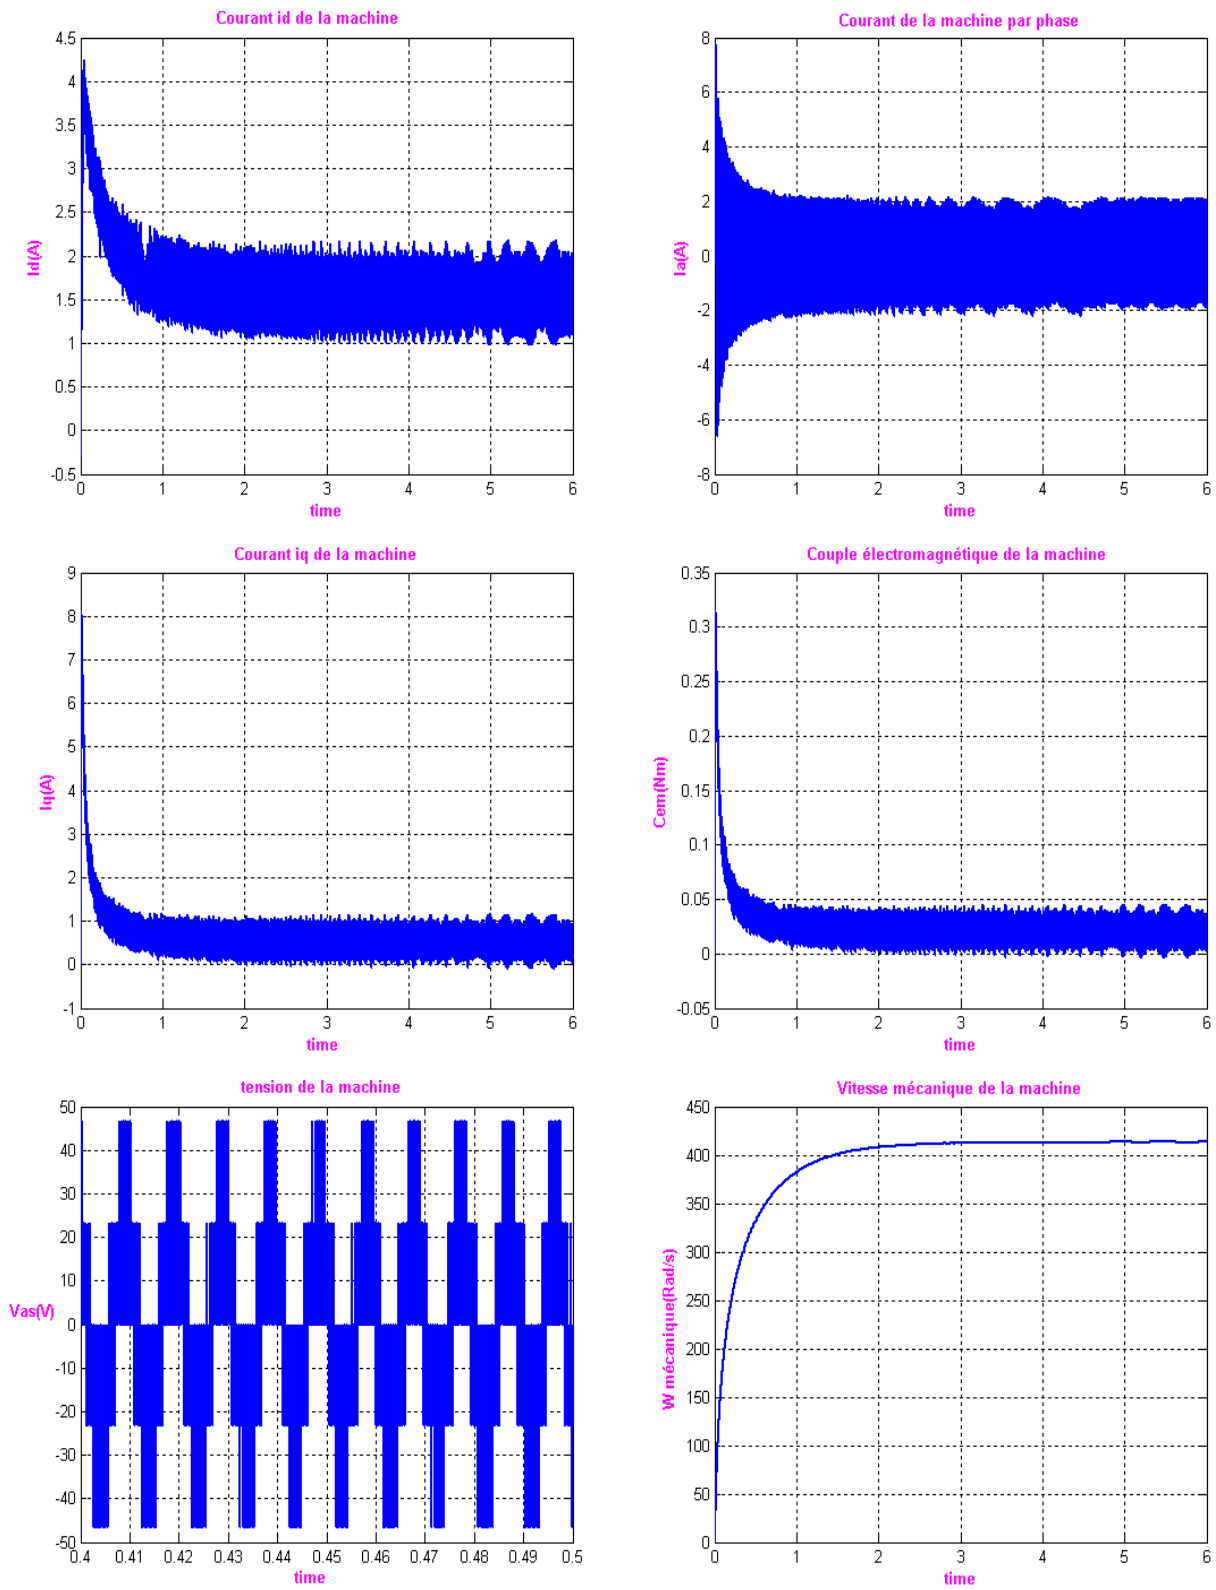 Courant id de la machine
4.5
4
3.5
3
2.5
2
1.5
1
0.5
0
-0.5
Id(A)
0 1 2 3 4 5 6
time
Courant de la machine par phase
8
6
4
2
0
-2
-4
-6
-8
Ia(A)
0 1 2 3 4 5 6
time
Courant iq de la machine
9
8
7
6
5
4
3
2
1
0
-1
Iq(A)
0 1 2 3 4 5 6
time
Couple électromagnétique de la machine
0.35
0.3
0.25
0.2
0.15
0.1
0.05
0
-0.05
Cem(Nm)
0 1 2 3 4 5 6
time
tension de la machine
50
40
30
20
10
0
-10
-20
-30
-40
-50
Vas(V)
0.4 0.41 0.42 0.43 0.44 0.45 0.46 0.47 0.48 0.49 0.5
time
Vitesse mécanique de la machine
450
400
350
300
250
200
150
100
50
0
W mécanique(Rad/s)
0 1 2 3 4 5 6
time